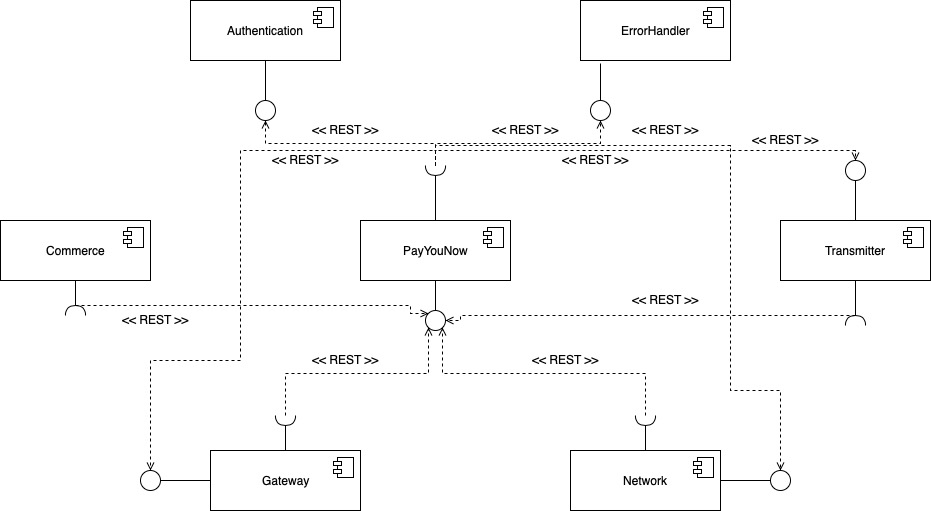 Authentication
ErrorHandler
<< REST >>
<< REST >>
<< REST >>
<< REST >>
<< REST >>
<< REST >>
Commerce
PayYouNow
Transmitter
<< REST >>
<< REST >>
<< REST >>
<< REST >>
Gateway
Network